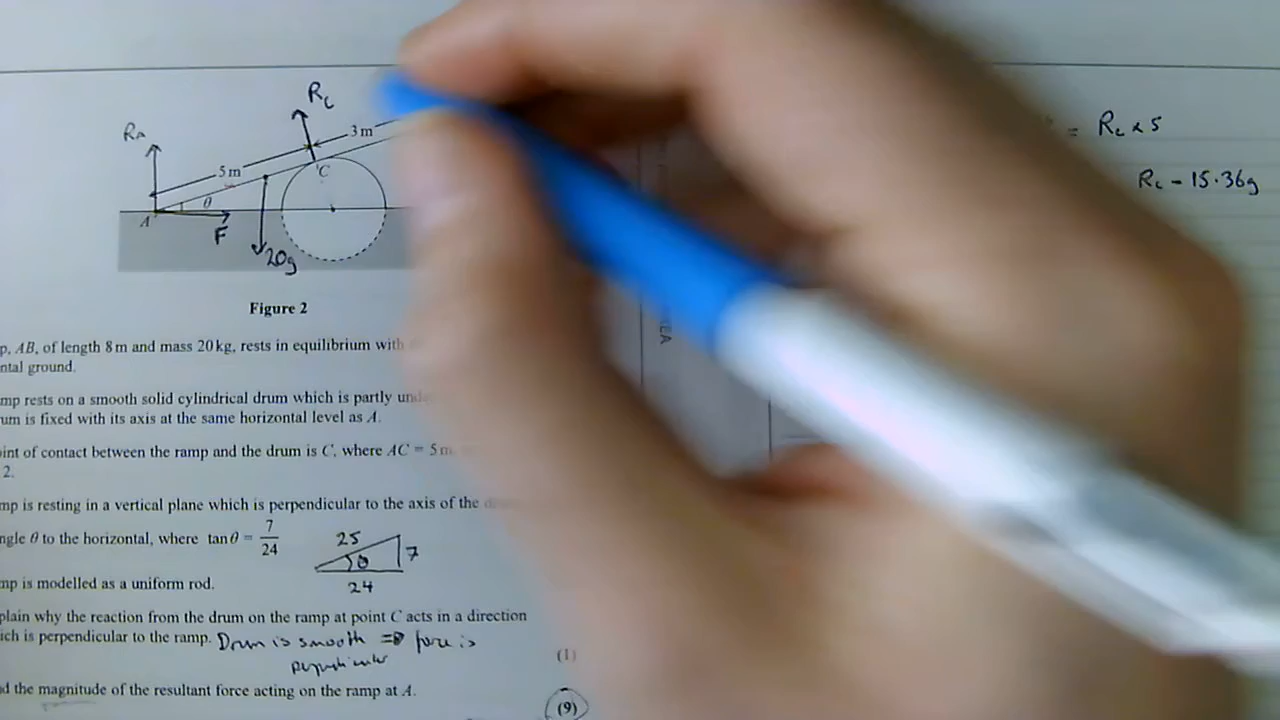 R_C
3 m
= R_C x 5
R_A
5 m
C
R_C = 15.36g
θ
A
F
20g
Figure 2
p, AB, of length 8 m and mass 20 kg, rests in equilibrium with
ntal ground.
mp rests on a smooth solid cylindrical drum which is partly und
um is fixed with its axis at the same horizontal level as A.
int of contact between the ramp and the drum is C, where AC = 5 m
2.
mp is resting in a vertical plane which is perpendicular to the axis of the
ngle θ to the horizontal, where tan θ = 7/24
25
θ
7
24
mp is modelled as a uniform rod.
plain why the reaction from the drum on the ramp at point C acts in a direction
ich is perpendicular to the ramp. Drum is smooth => force is
perpendicular
(1)
d the magnitude of the resultant force acting on the ramp at A.
(9)